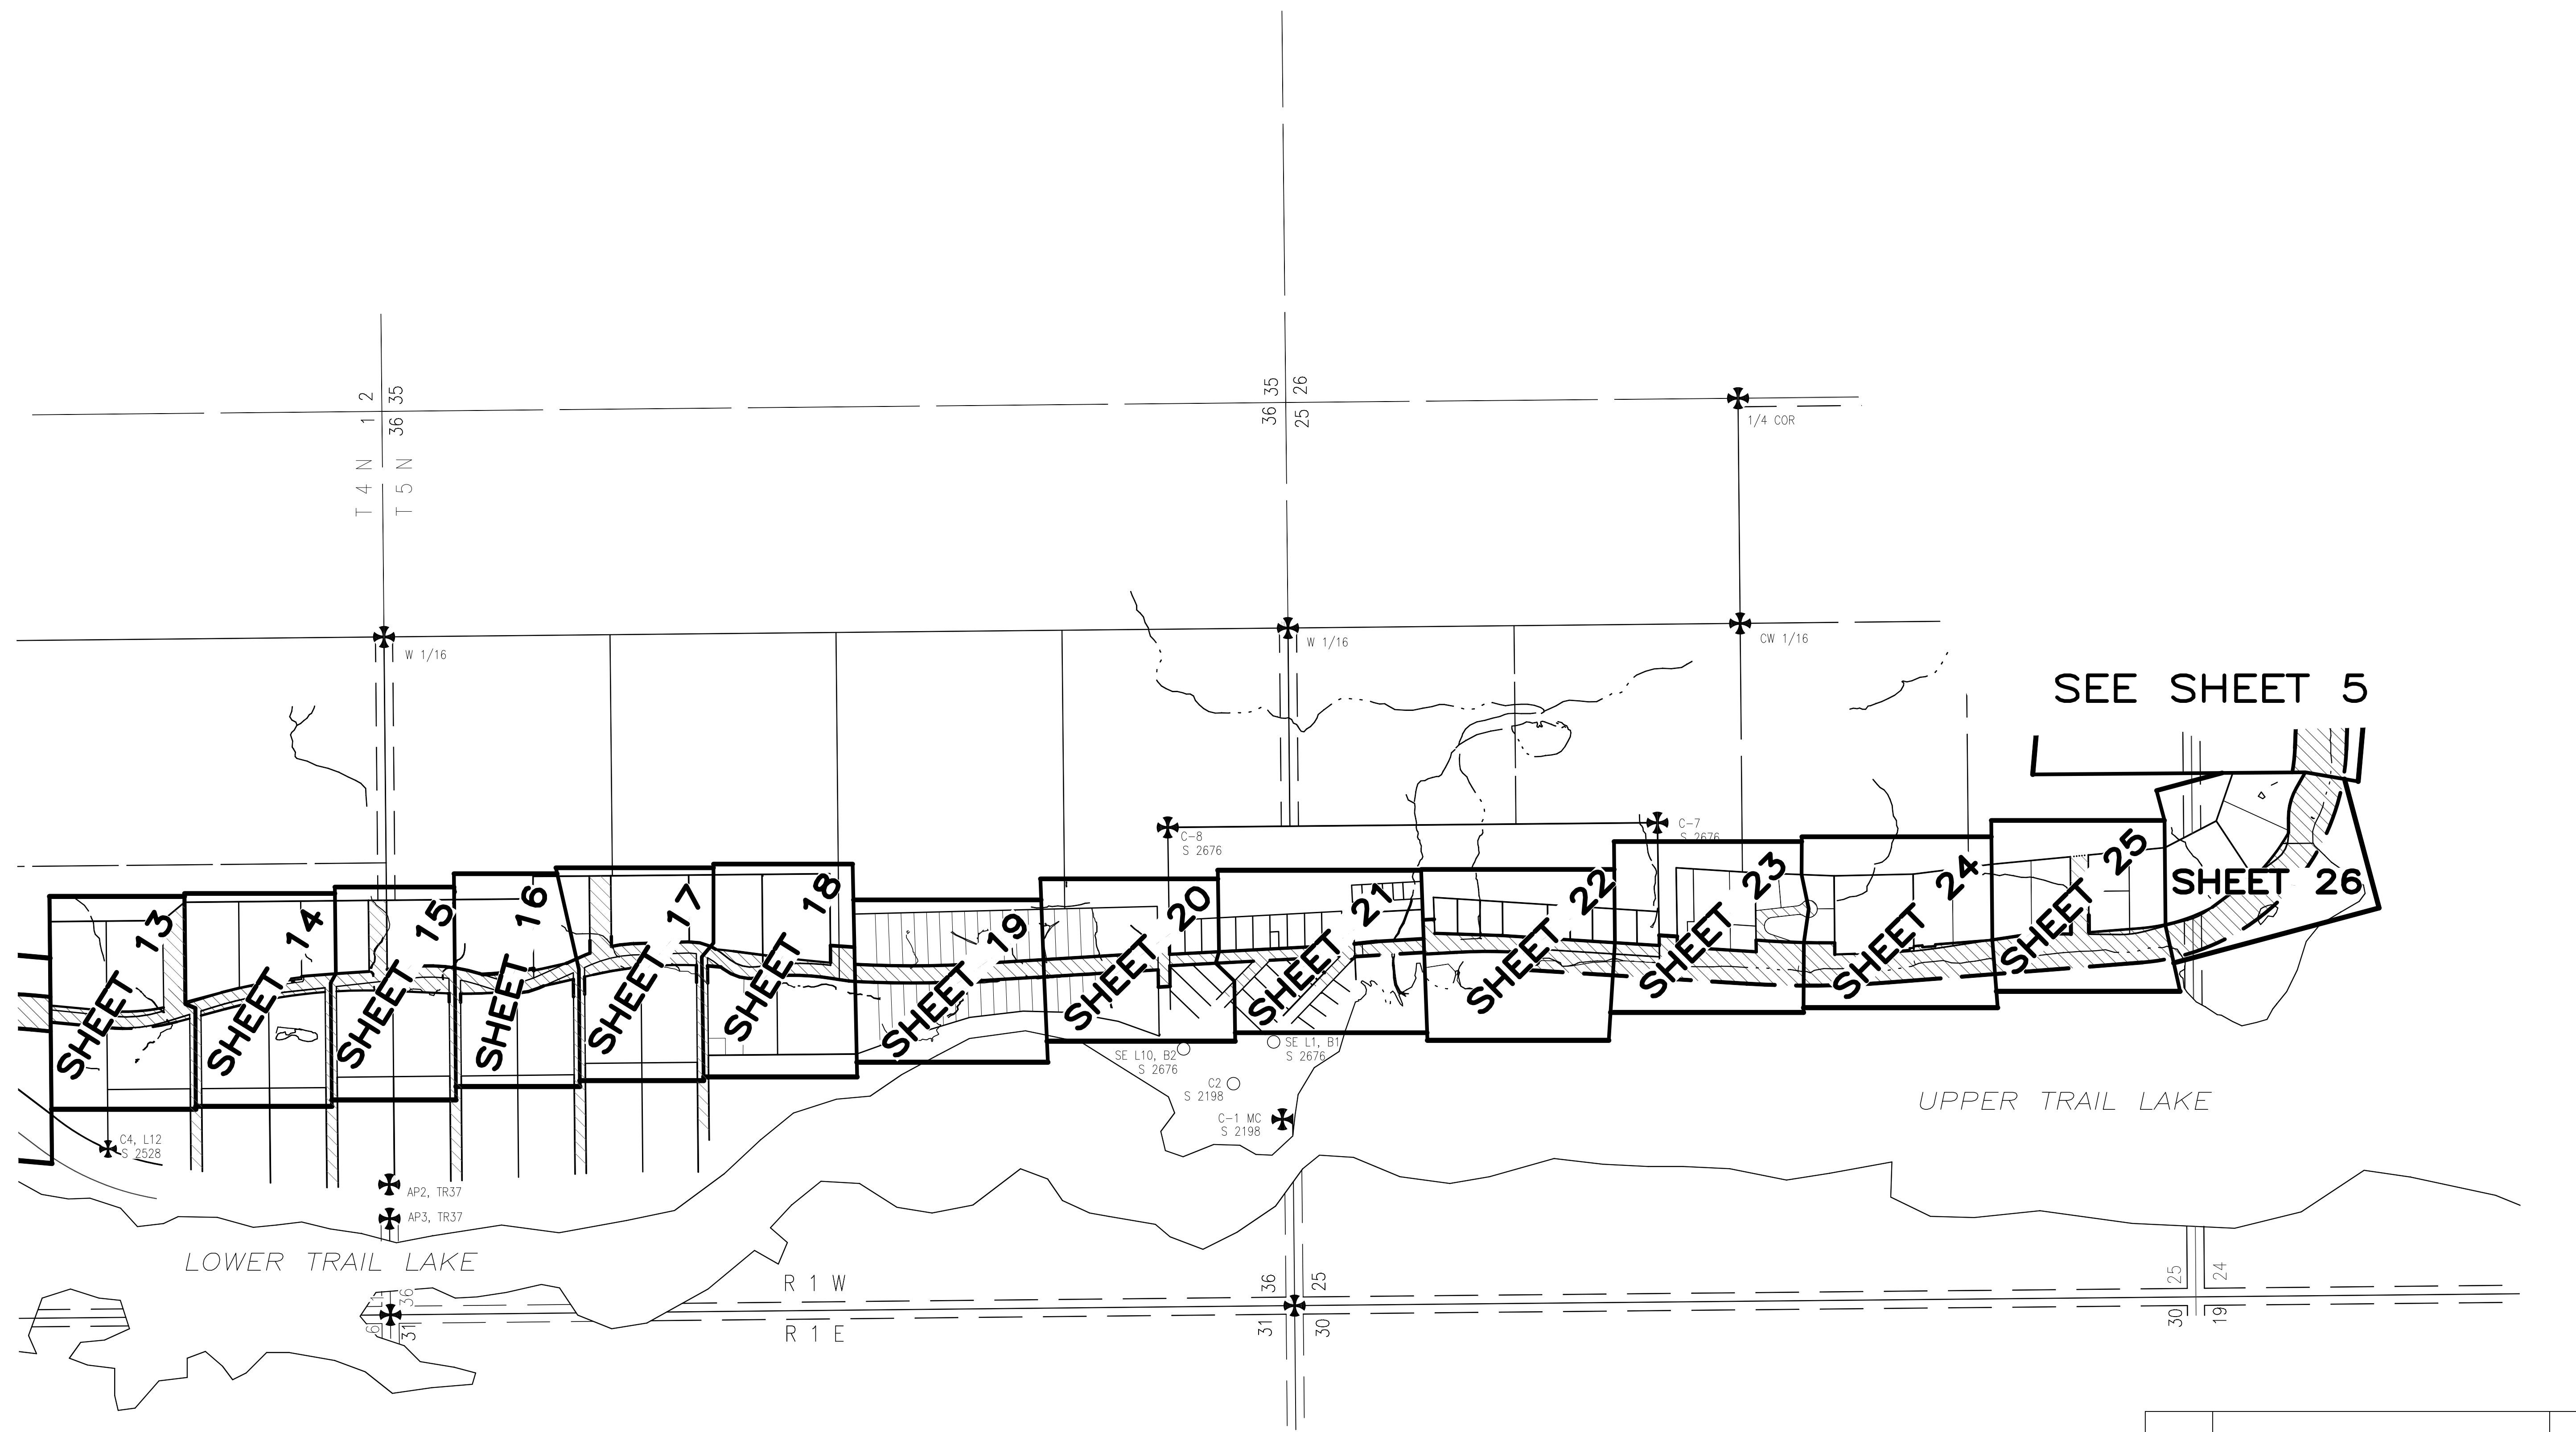 2 35
1 36
T 4 N
T 5 N
35 26
36 25
1/4 COR
W 1/16
W 1/16
CW 1/16
SEE SHEET 5
C-8
S 2676
C-7
S 2676
SHEET 13
SHEET 14
SHEET 15
SHEET 16
SHEET 17
SHEET 18
SHEET 19
SHEET 20
SHEET 21
SHEET 22
SHEET 23
SHEET 24
SHEET 25
SHEET 26
SE L10, B2
S 2676
SE L1, B1
S 2676
C2
S 2198
C-1 MC
S 2198
C4, L12
S 2528
AP2, TR37
AP3, TR37
UPPER TRAIL LAKE
LOWER TRAIL LAKE
R 1 W
R 1 E
1 36
6 31
36 25
31 30
25 24
30 19